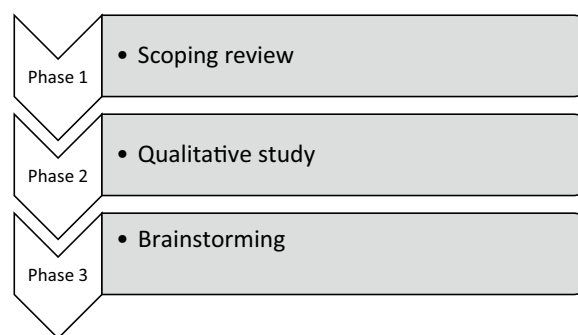 Phase 1
• Scoping review
Phase 2
• Qualitative study
Phase 3
• Brainstorming